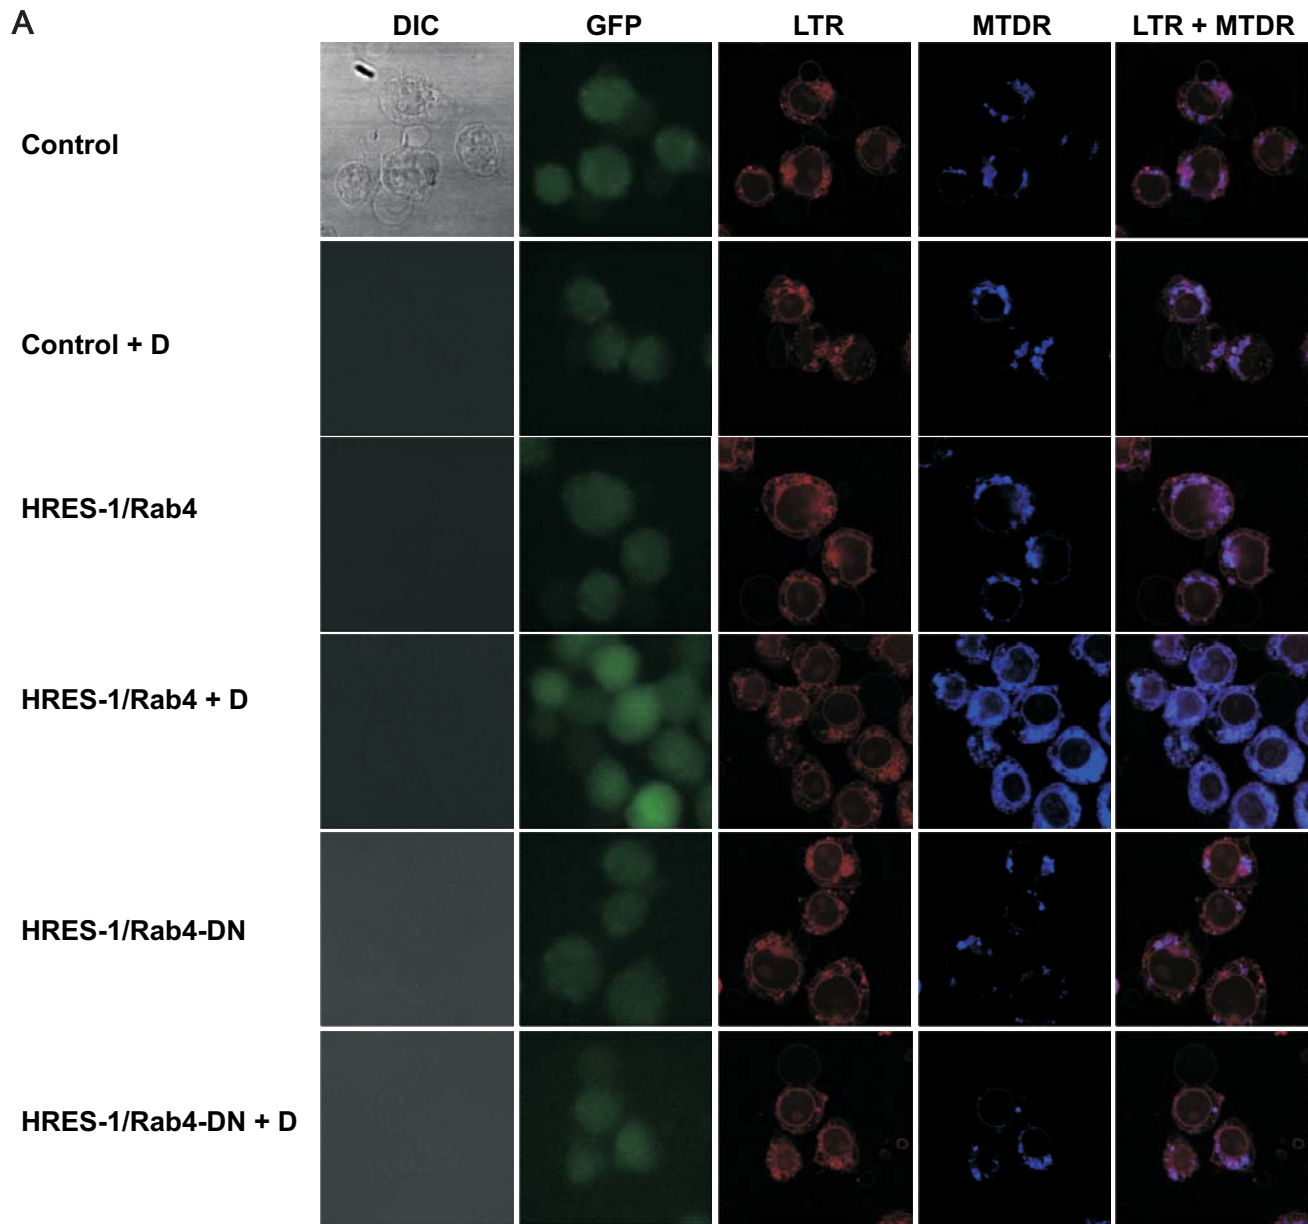 A
DIC GFP LTR MTDR LTR + MTDR
Control
Control + D
HRES-1/Rab4
HRES-1/Rab4 + D
HRES-1/Rab4-DN
HRES-1/Rab4-DN + D